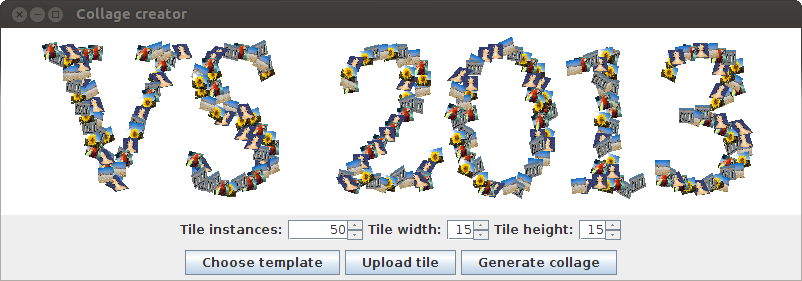 Collage creator
VS 2013
Tile instances: 50 Tile width: 15 Tile height: 15
Choose template Upload tile Generate collage